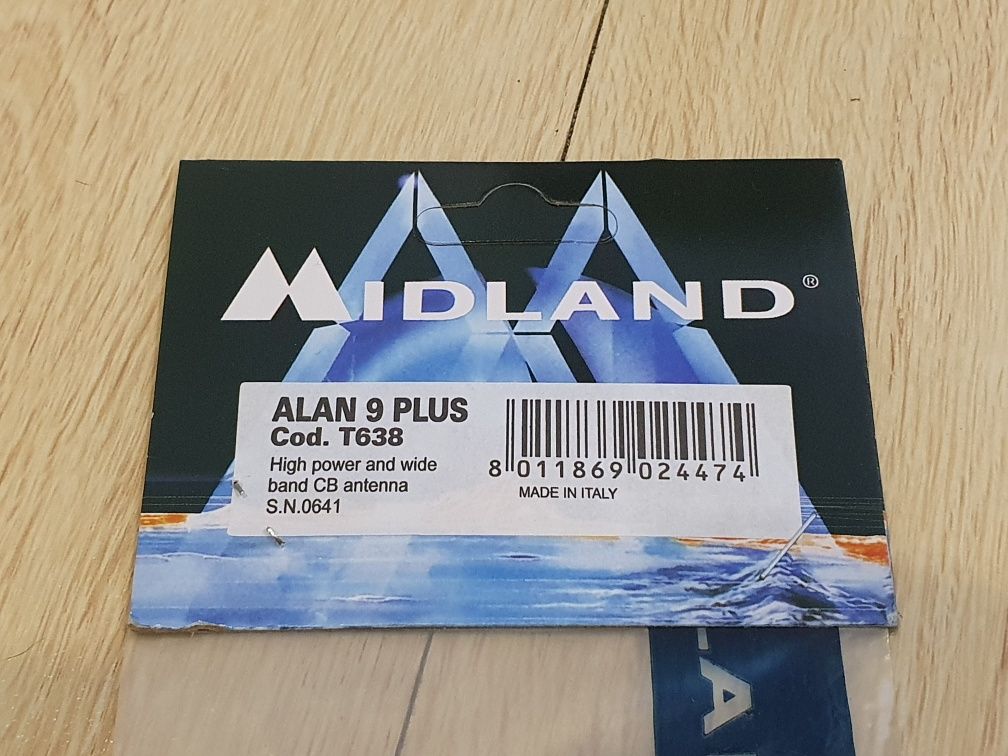 MIDLAND®
ALAN 9 PLUS
Cod. T638
High power and wide
band CB antenna
S.N.0641
8 011869 024474
MADE IN ITALY
LA